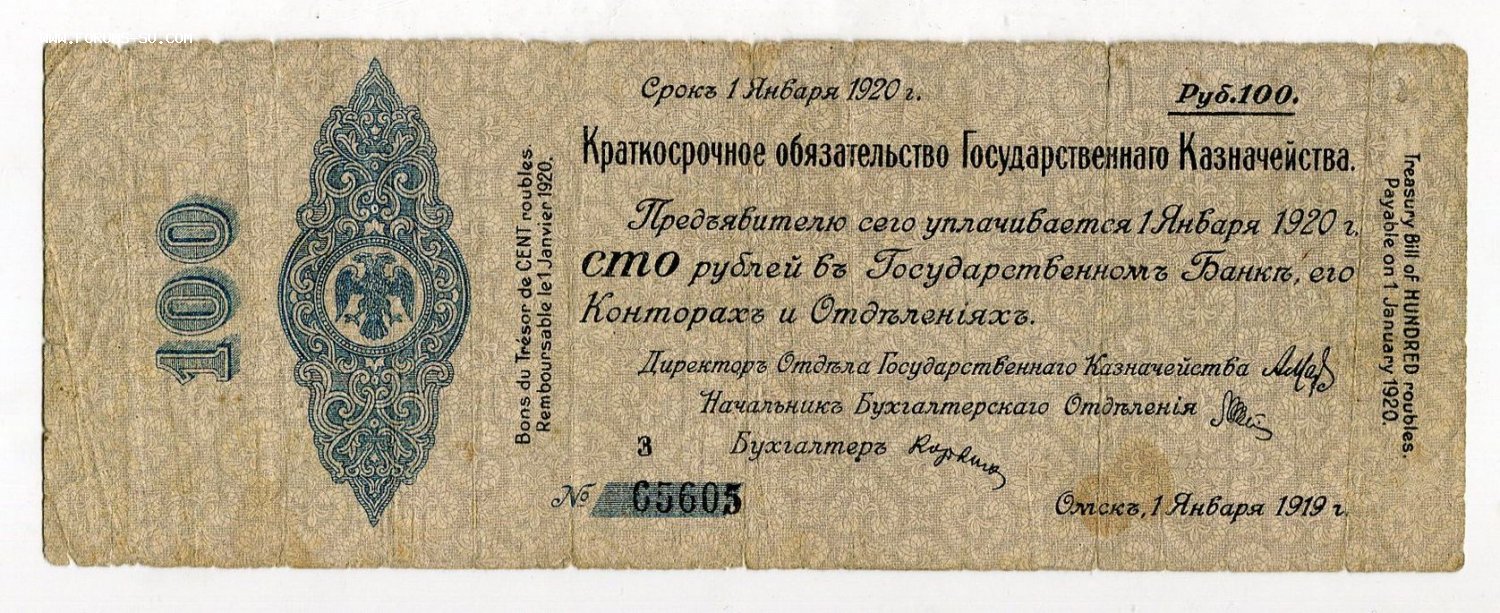 100
Bons du Trésor de CENT roubles.
Remboursable le 1 Janvier 1920.
Срокъ 1 Января 1920 г.
Руб.100.
Краткосрочное обязательство Государственнаго Казначейства.
Предъявителю сего уплачивается 1 Января 1920 г.
сто рублей въ Государственномъ Банкѣ, его
Конторахъ и Отдѣленіяхъ.
Директоръ Отдѣла Государственнаго Казначейства
Начальникъ Бухгалтерскаго Отдѣленія
З Бухгалтеръ
№ 65605
Омскъ, 1 Января 1919 г.
Treasury Bill of HUNDRED roubles.
Payable on 1 January 1920.